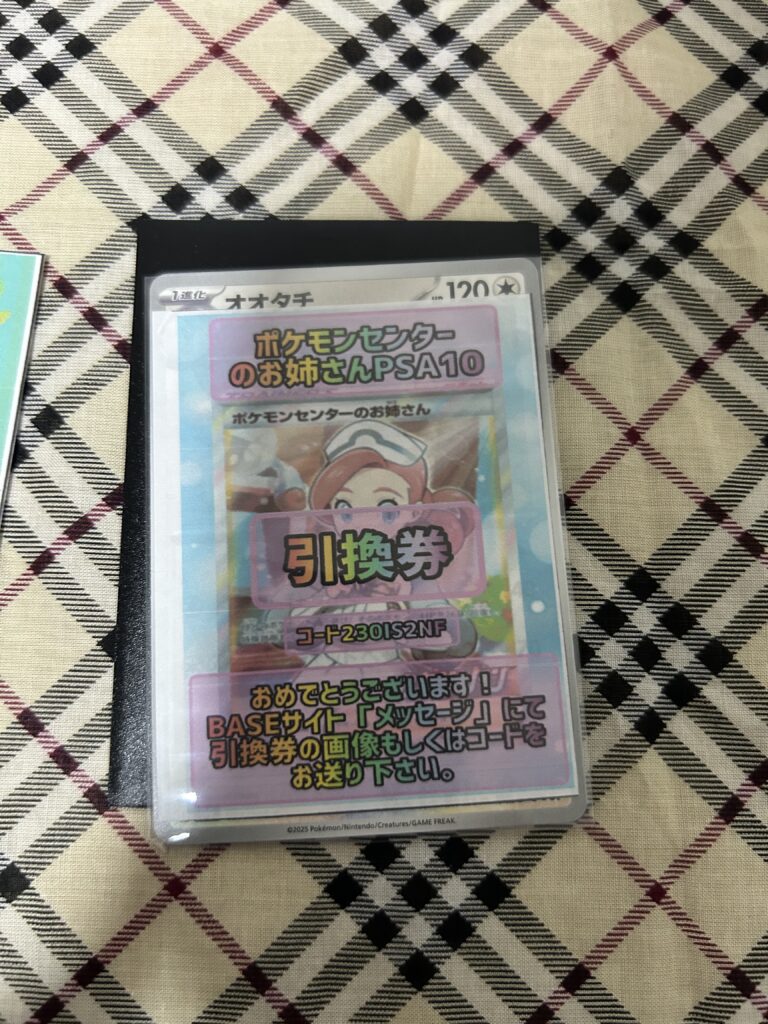 1進化 オオタチ HP120
ポケモンセンター
のお姉さんPSA10
ポケモンセンターのお姉さん
引換券
コード230IS2NF
おめでとうございます!
BASEサイト「メッセージ」にて
引換券の画像もしくはコードを
お送り下さい。
©2025 Pokémon/Nintendo/Creatures/GAME FREAK.